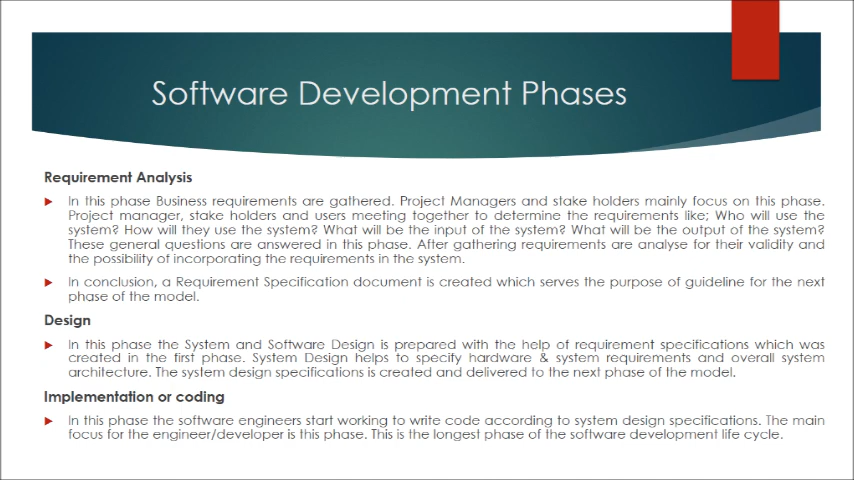 Software Development Phases
Requirement Analysis
In this phase Business requirements are gathered. Project Managers and stake holders mainly focus on this phase.
Project manager, stake holders and users meeting together to determine the requirements like; Who will use the
system? How will they use the system? What will be the input of the system? What will be the output of the system?
These general questions are answered in this phase. After gathering requirements are analyse for their validity and
the possibility of incorporating the requirements in the system.
In conclusion, a Requirement Specification document is created which serves the purpose of guideline for the next
phase of the model.
Design
In this phase the System and Software Design is prepared with the help of requirement specifications which was
created in the first phase. System Design helps to specify hardware & system requirements and overall system
architecture. The system design specifications is created and delivered to the next phase of the model.
Implementation or coding
In this phase the software engineers start working to write code according to system design specifications. The main
focus for the engineer/developer is this phase. This is the longest phase of the software development life cycle.